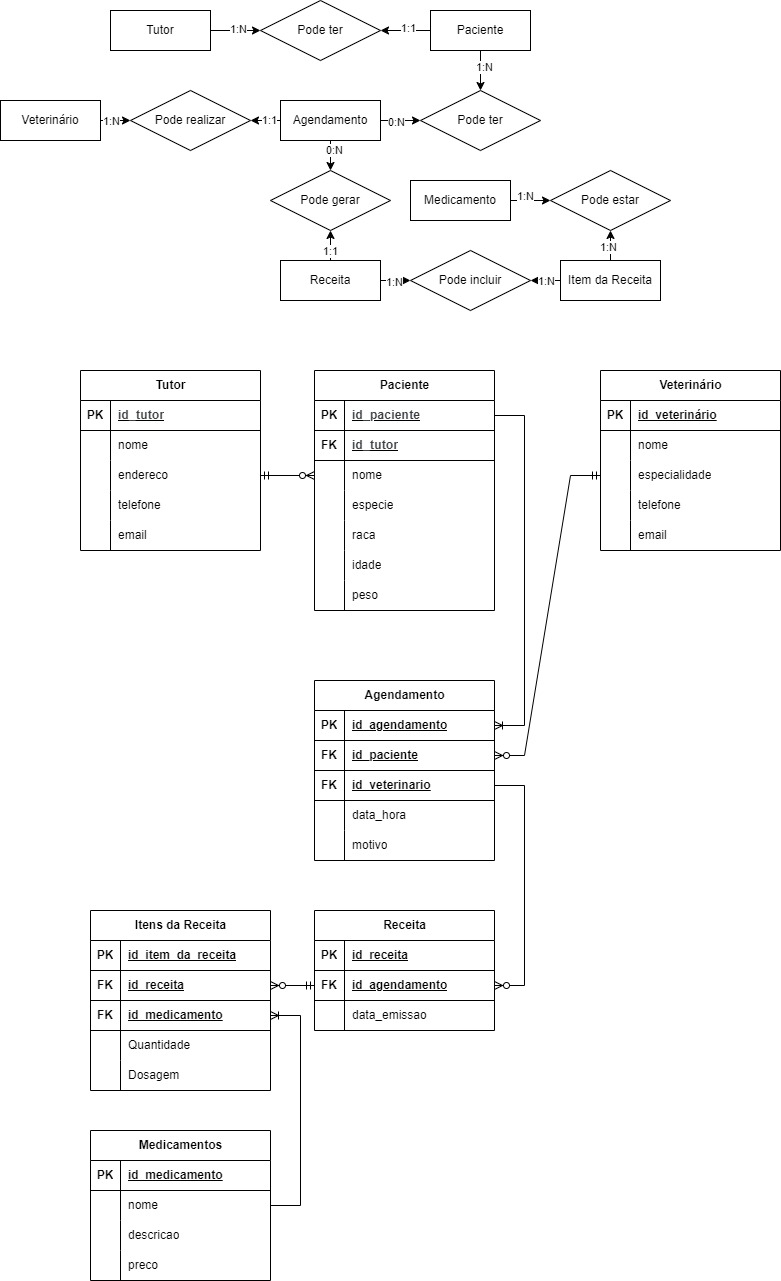 Tutor
1:N
Pode ter
1:1
Paciente
1:N
Veterinário
1:N
Pode realizar
1:1
Agendamento
0:N
Pode ter
0:N
Pode gerar
Medicamento
1:N
Pode estar
1:1
1:N
Receita
1:N
Pode incluir
1:N
Item da Receita
Tutor
PK id_tutor
nome
endereco
telefone
email
Paciente
PK id_paciente
FK id_tutor
nome
especie
raca
idade
peso
Veterinário
PK id_veterinário
nome
especialidade
telefone
email
Agendamento
PK id_agendamento
FK id_paciente
FK id_veterinario
data_hora
motivo
Itens da Receita
PK id_item_da_receita
FK id_receita
FK id_medicamento
Quantidade
Dosagem
Receita
PK id_receita
FK id_agendamento
data_emissao
Medicamentos
PK id_medicamento
nome
descricao
preco